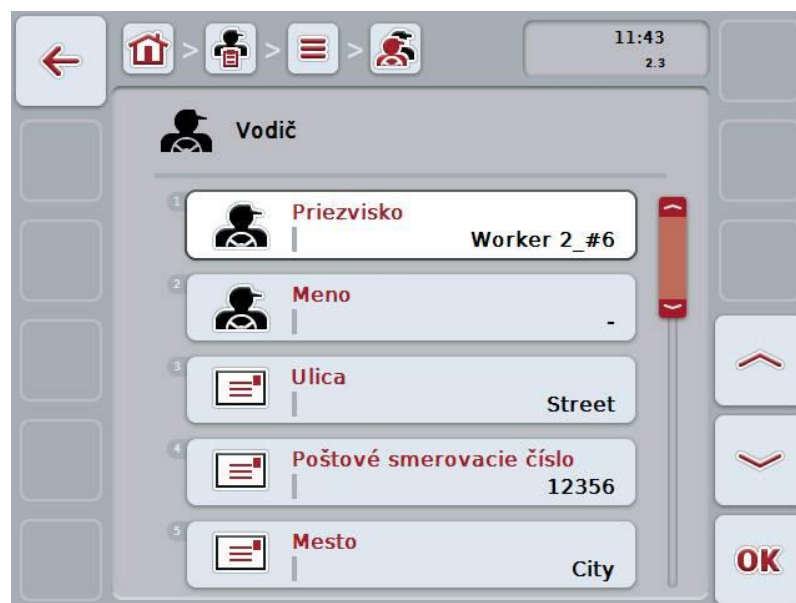 > > >
11:43
2.3
Vodič
1
Priezvisko
Worker 2_#6
2
Meno
-
3
Ulica
Street
4
Poštové smerovacie číslo
12356
5
Mesto
City
OK